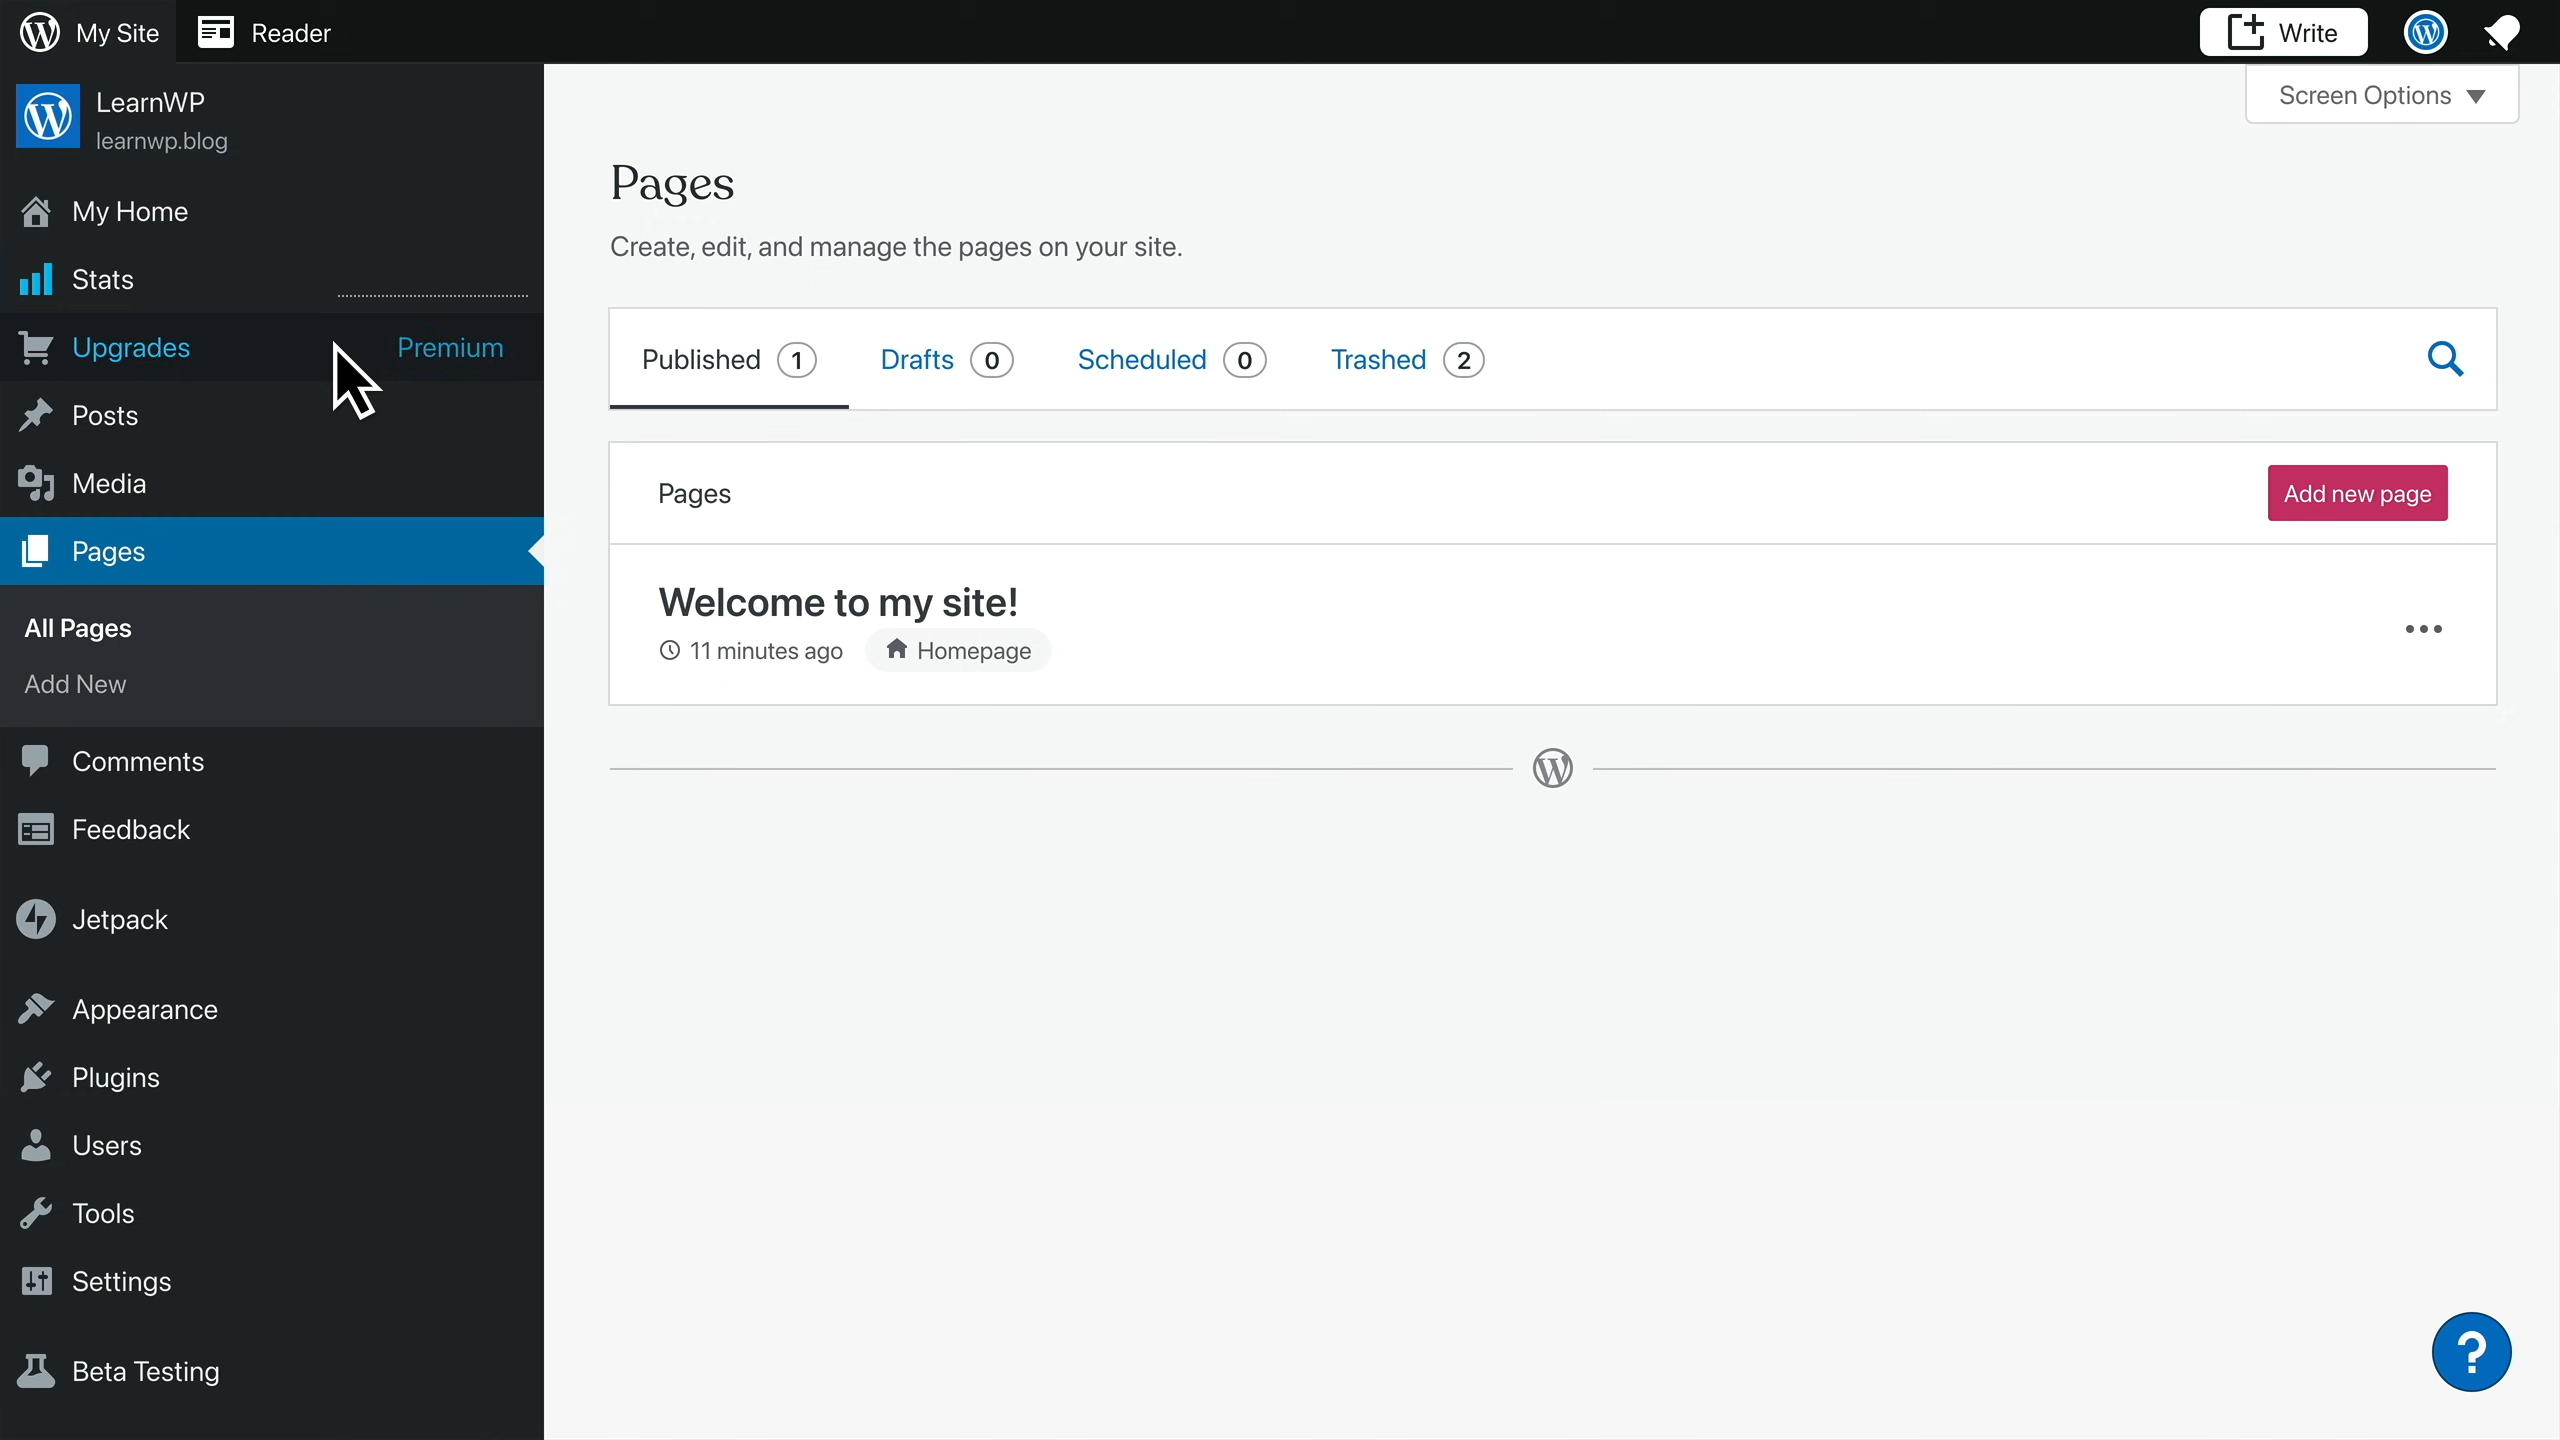 My Site
Reader
Write
LearnWP
learnwp.blog
My Home
Stats
Upgrades
Premium
Posts
Media
Pages
All Pages
Add New
Comments
Feedback
Jetpack
Appearance
Plugins
Users
Tools
Settings
Beta Testing
Screen Options
Pages
Create, edit, and manage the pages on your site.
Published 1
Drafts 0
Scheduled 0
Trashed 2
Pages
Add new page
Welcome to my site!
11 minutes ago
Homepage
?